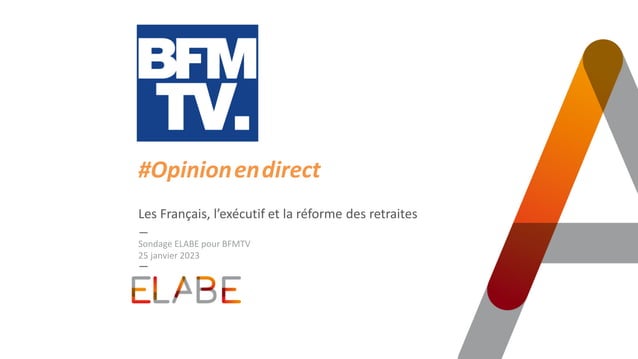 BFM
TV.
#Opinion en direct
Les Français, l’exécutif et la réforme des retraites
—
Sondage ELABE pour BFMTV
25 janvier 2023
—
ELABE